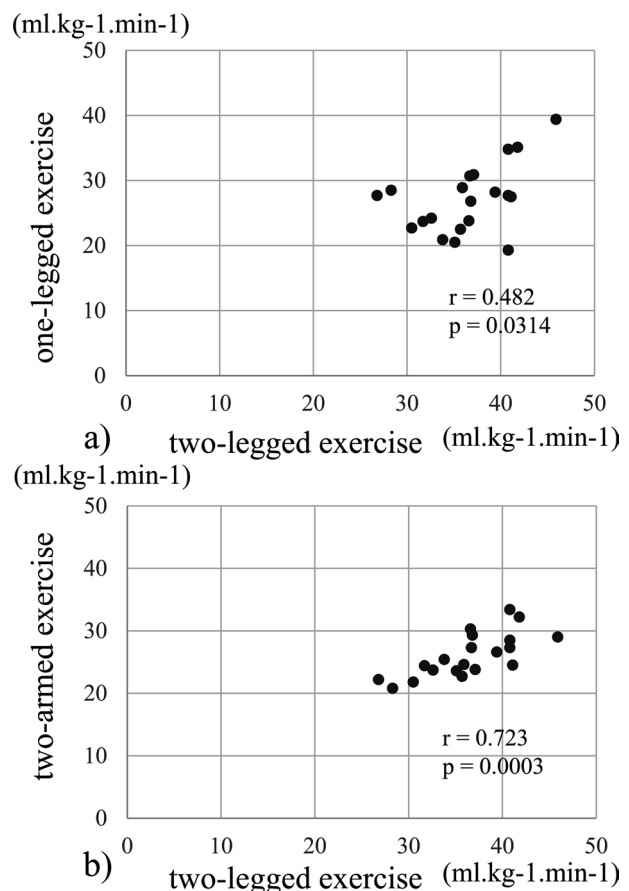 (ml.kg-1.min-1)
50
40
30
20
10
0
one-legged exercise
r = 0.482
p = 0.0314
0 10 20 30 40 50
a) two-legged exercise (ml.kg-1.min-1)
(ml.kg-1.min-1)
50
40
30
20
10
0
two-armed exercise
r = 0.723
p = 0.0003
0 10 20 30 40 50
b) two-legged exercise (ml.kg-1.min-1)